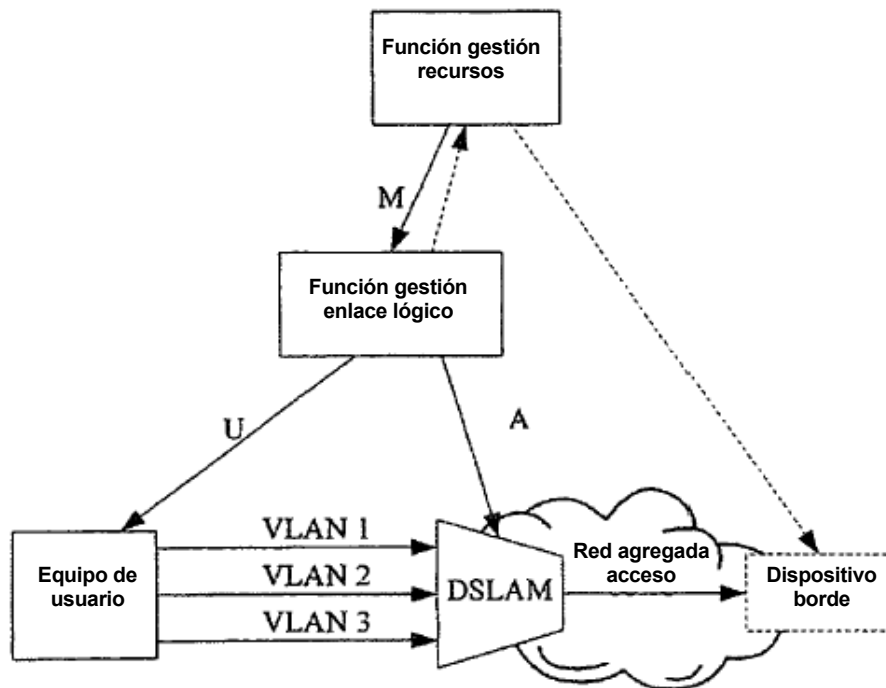 Función gestión
recursos
M
Función gestión
enlace lógico
U
A
VLAN 1
VLAN 2
VLAN 3
Equipo de
usuario
DSLAM
Red agregada
acceso
Dispositivo
borde